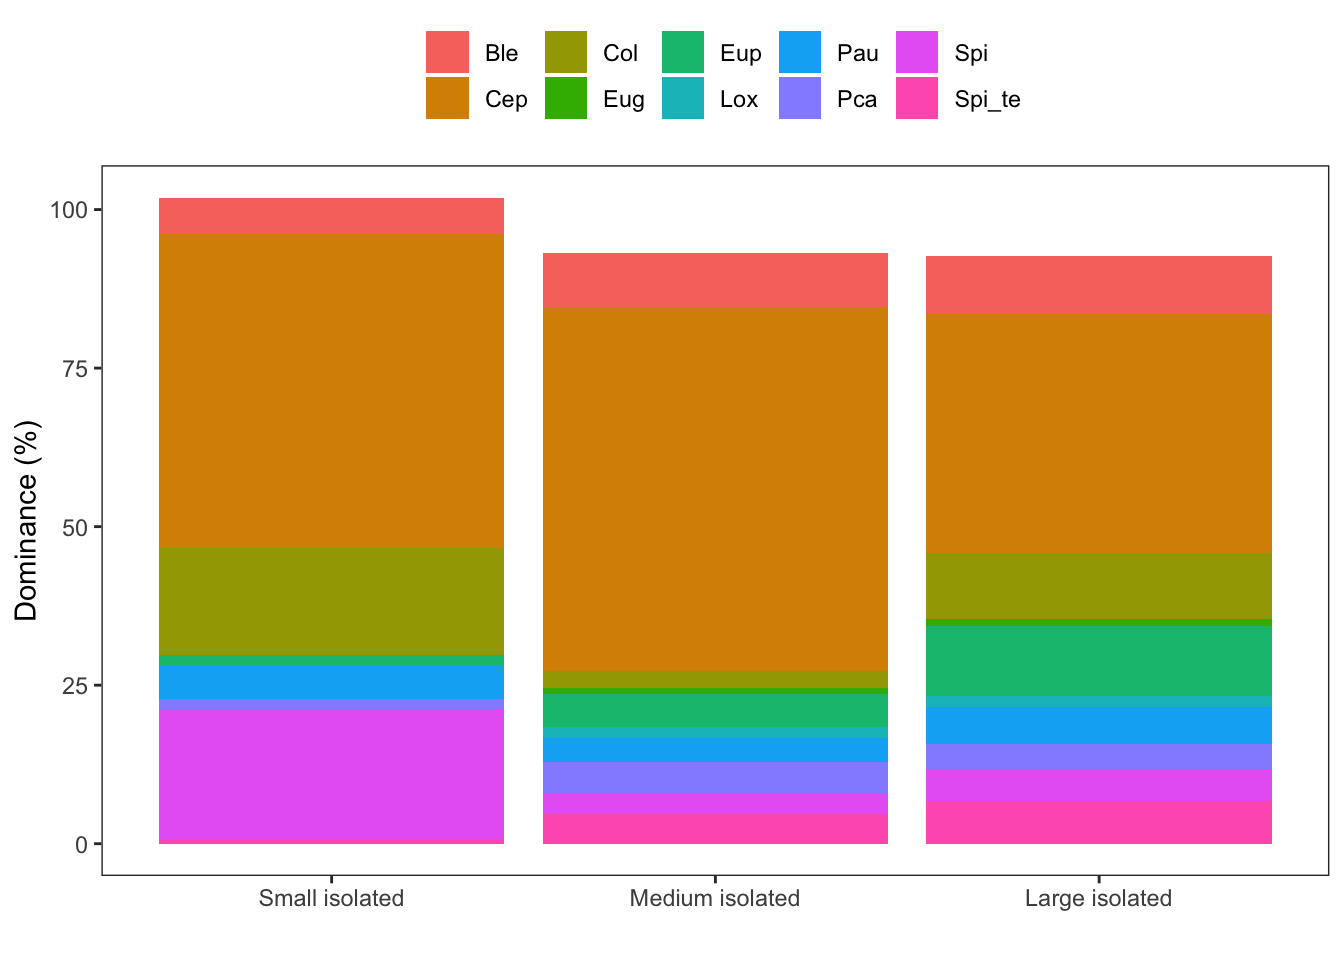 Ble Col Eup Pau Spi
Cep Eug Lox Pca Spi_te
100
75
50
25
0
Dominance (%)
Small isolated Medium isolated Large isolated